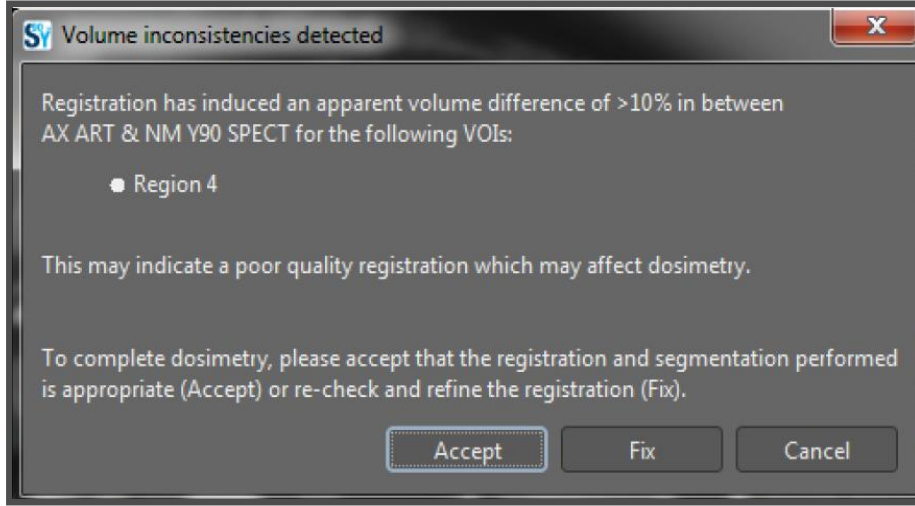 SY Volume inconsistencies detected
X
Registration has induced an apparent volume difference of >10% in between
AX ART & NM Y90 SPECT for the following VOIs:
Region 4
This may indicate a poor quality registration which may affect dosimetry.
To complete dosimetry, please accept that the registration and segmentation performed
is appropriate (Accept) or re-check and refine the registration (Fix).
Accept Fix Cancel